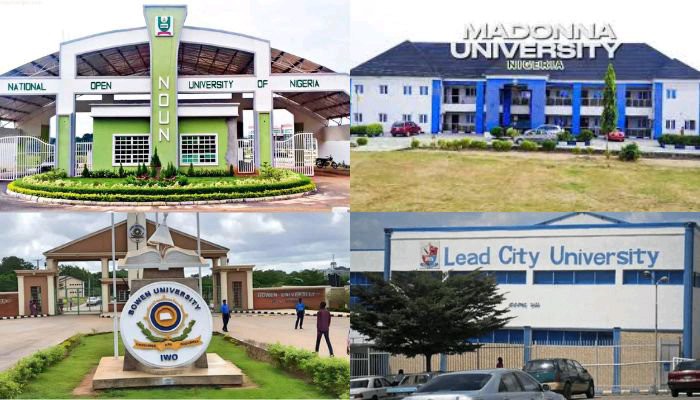 NOUN
NATIONAL OPEN UNIVERSITY OF NIGERIA
MADONNA
UNIVERSITY
NIGERIA
BOWEN UNIVERSITY
IWO
BOWEN UNIVERSITY
Lead City University